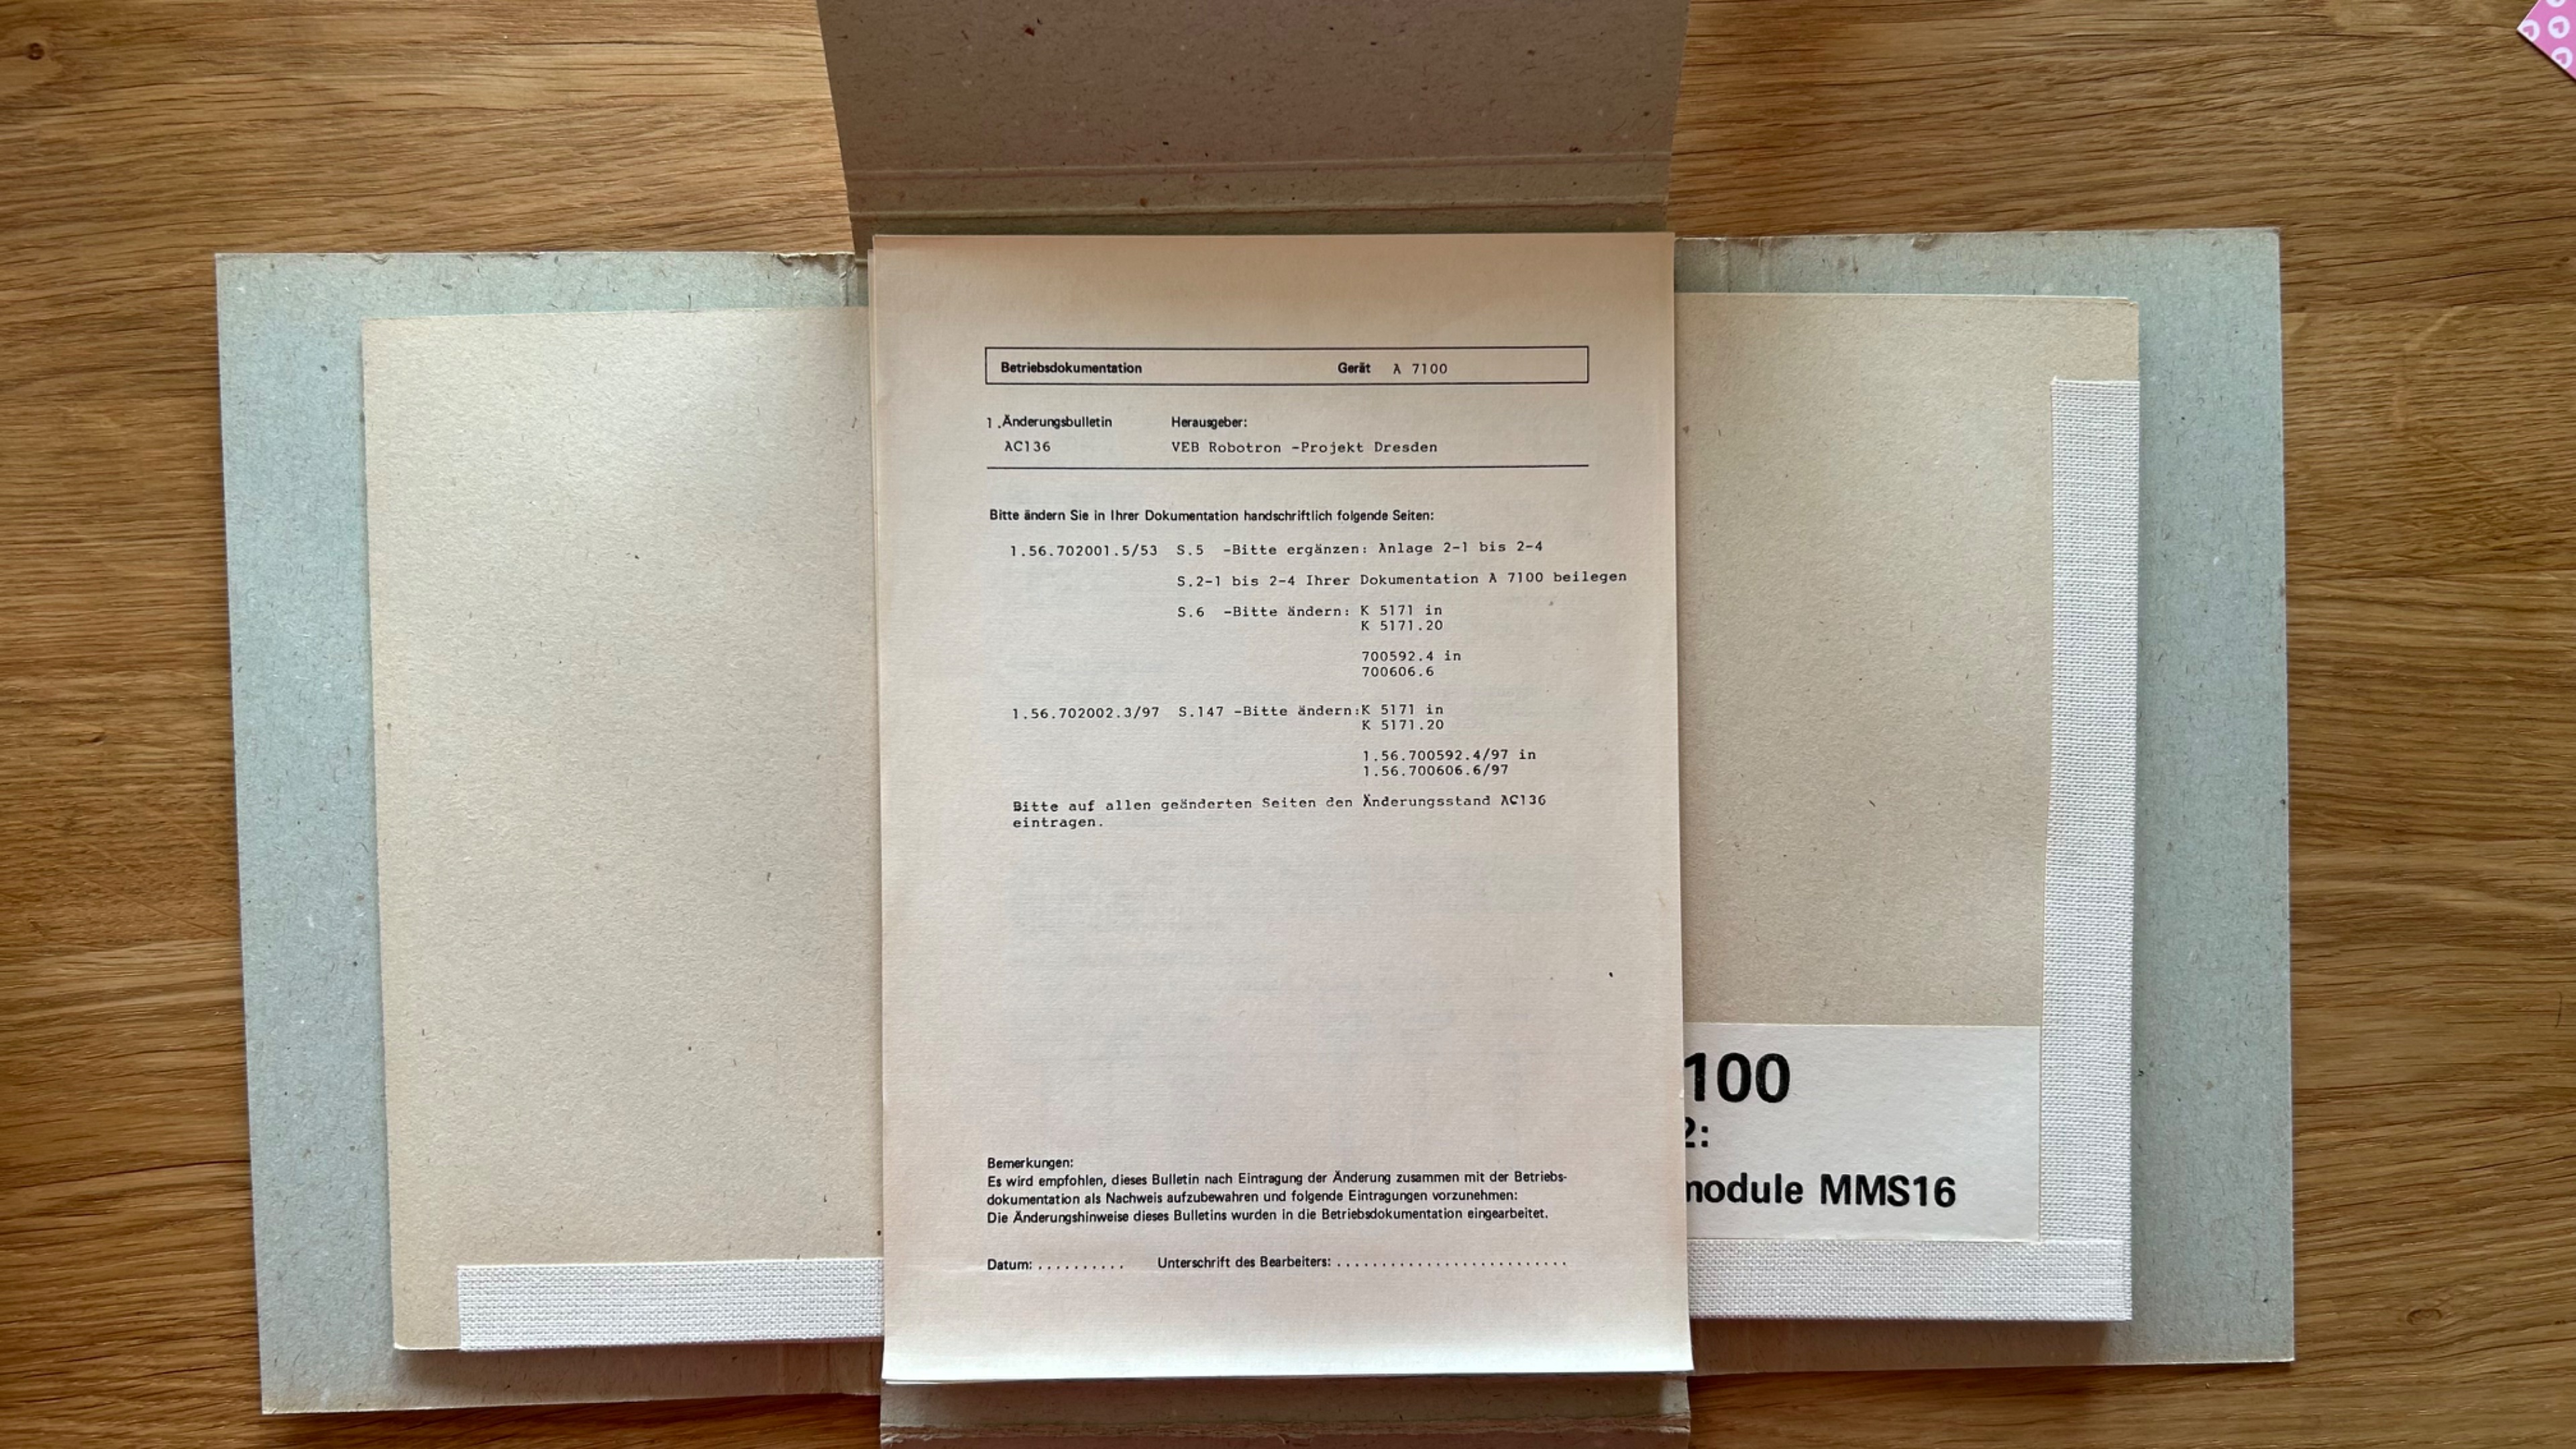 Betriebsdokumentation Gerät A 7100
1.Änderungsbulletin Herausgeber:
AC136 VEB Robotron -Projekt Dresden
Bitte ändern Sie in Ihrer Dokumentation handschriftlich folgende Seiten:
1.56.702001.5/53 S.5 -Bitte ergänzen: Anlage 2-1 bis 2-4
S.2-1 bis 2-4 Ihrer Dokumentation A 7100 beilegen
S.6 -Bitte ändern: K 5171 in
K 5171.20
700592.4 in
700606.6
1.56.702002.3/97 S.147 -Bitte ändern:K 5171 in
K 5171.20
1.56.700592.4/97 in
1.56.700606.6/97
Bitte auf allen geänderten Seiten den Änderungsstand AC136
eintragen.
Bemerkungen:
Es wird empfohlen, dieses Bulletin nach Eintragung der Änderung zusammen mit der Betriebs-
dokumentation als Nachweis aufzubewahren und folgende Eintragungen vorzunehmen:
Die Änderungshinweise dieses Bulletins wurden in die Betriebsdokumentation eingearbeitet.
Datum: .......... Unterschrift des Bearbeiters: ..........................
100
2:
module MMS16